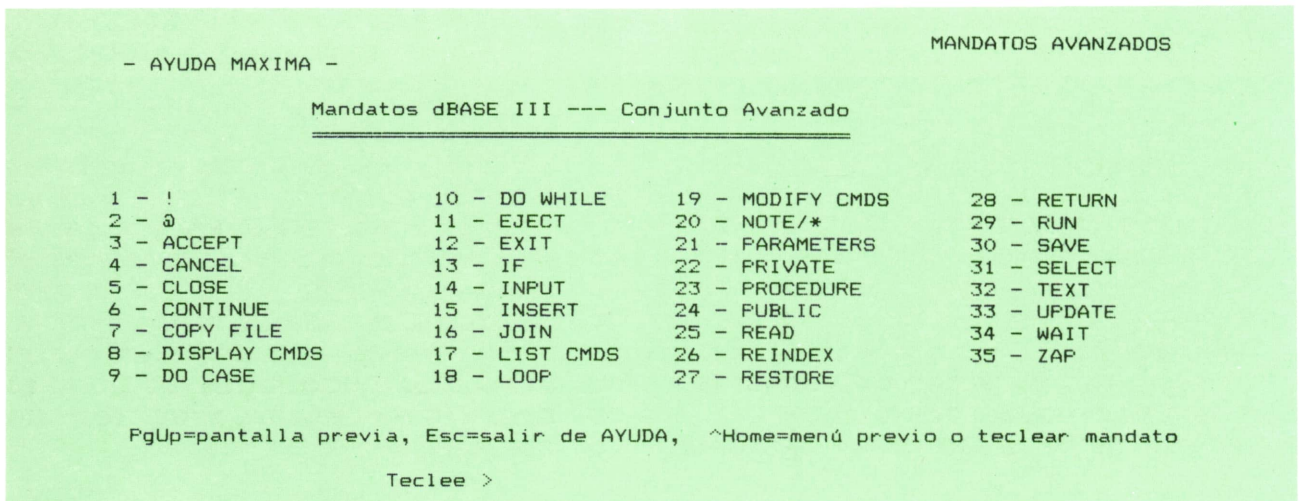 MANDATOS AVANZADOS
- AYUDA MAXIMA -
Mandatos dBASE III --- Conjunto Avanzado
1 - ! 10 - DO WHILE 19 - MODIFY CMDS 28 - RETURN
2 - @ 11 - EJECT 20 - NOTE/* 29 - RUN
3 - ACCEPT 12 - EXIT 21 - PARAMETERS 30 - SAVE
4 - CANCEL 13 - IF 22 - PRIVATE 31 - SELECT
5 - CLOSE 14 - INPUT 23 - PROCEDURE 32 - TEXT
6 - CONTINUE 15 - INSERT 24 - PUBLIC 33 - UPDATE
7 - COPY FILE 16 - JOIN 25 - READ 34 - WAIT
8 - DISPLAY CMDS 17 - LIST CMDS 26 - REINDEX 35 - ZAP
9 - DO CASE 18 - LOOP 27 - RESTORE
PgUp=pantalla previa, Esc=salir de AYUDA, ^Home=menú previo o teclear mandato
Teclee >